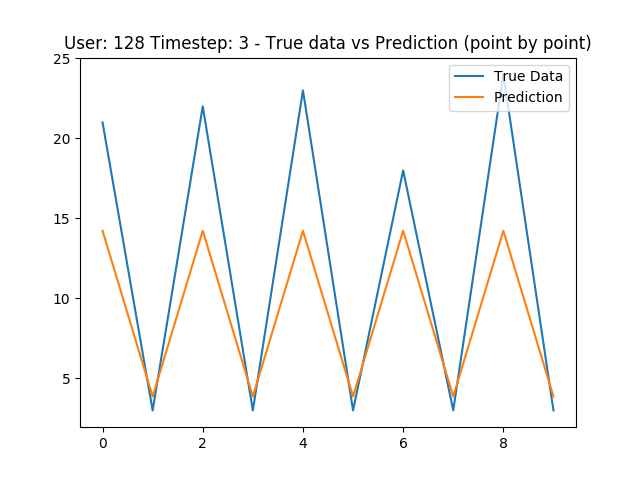 User: 128 Timestep: 3 - True data vs Prediction (point by point)
25
True Data
Prediction
20
15
10
5
0 2 4 6 8